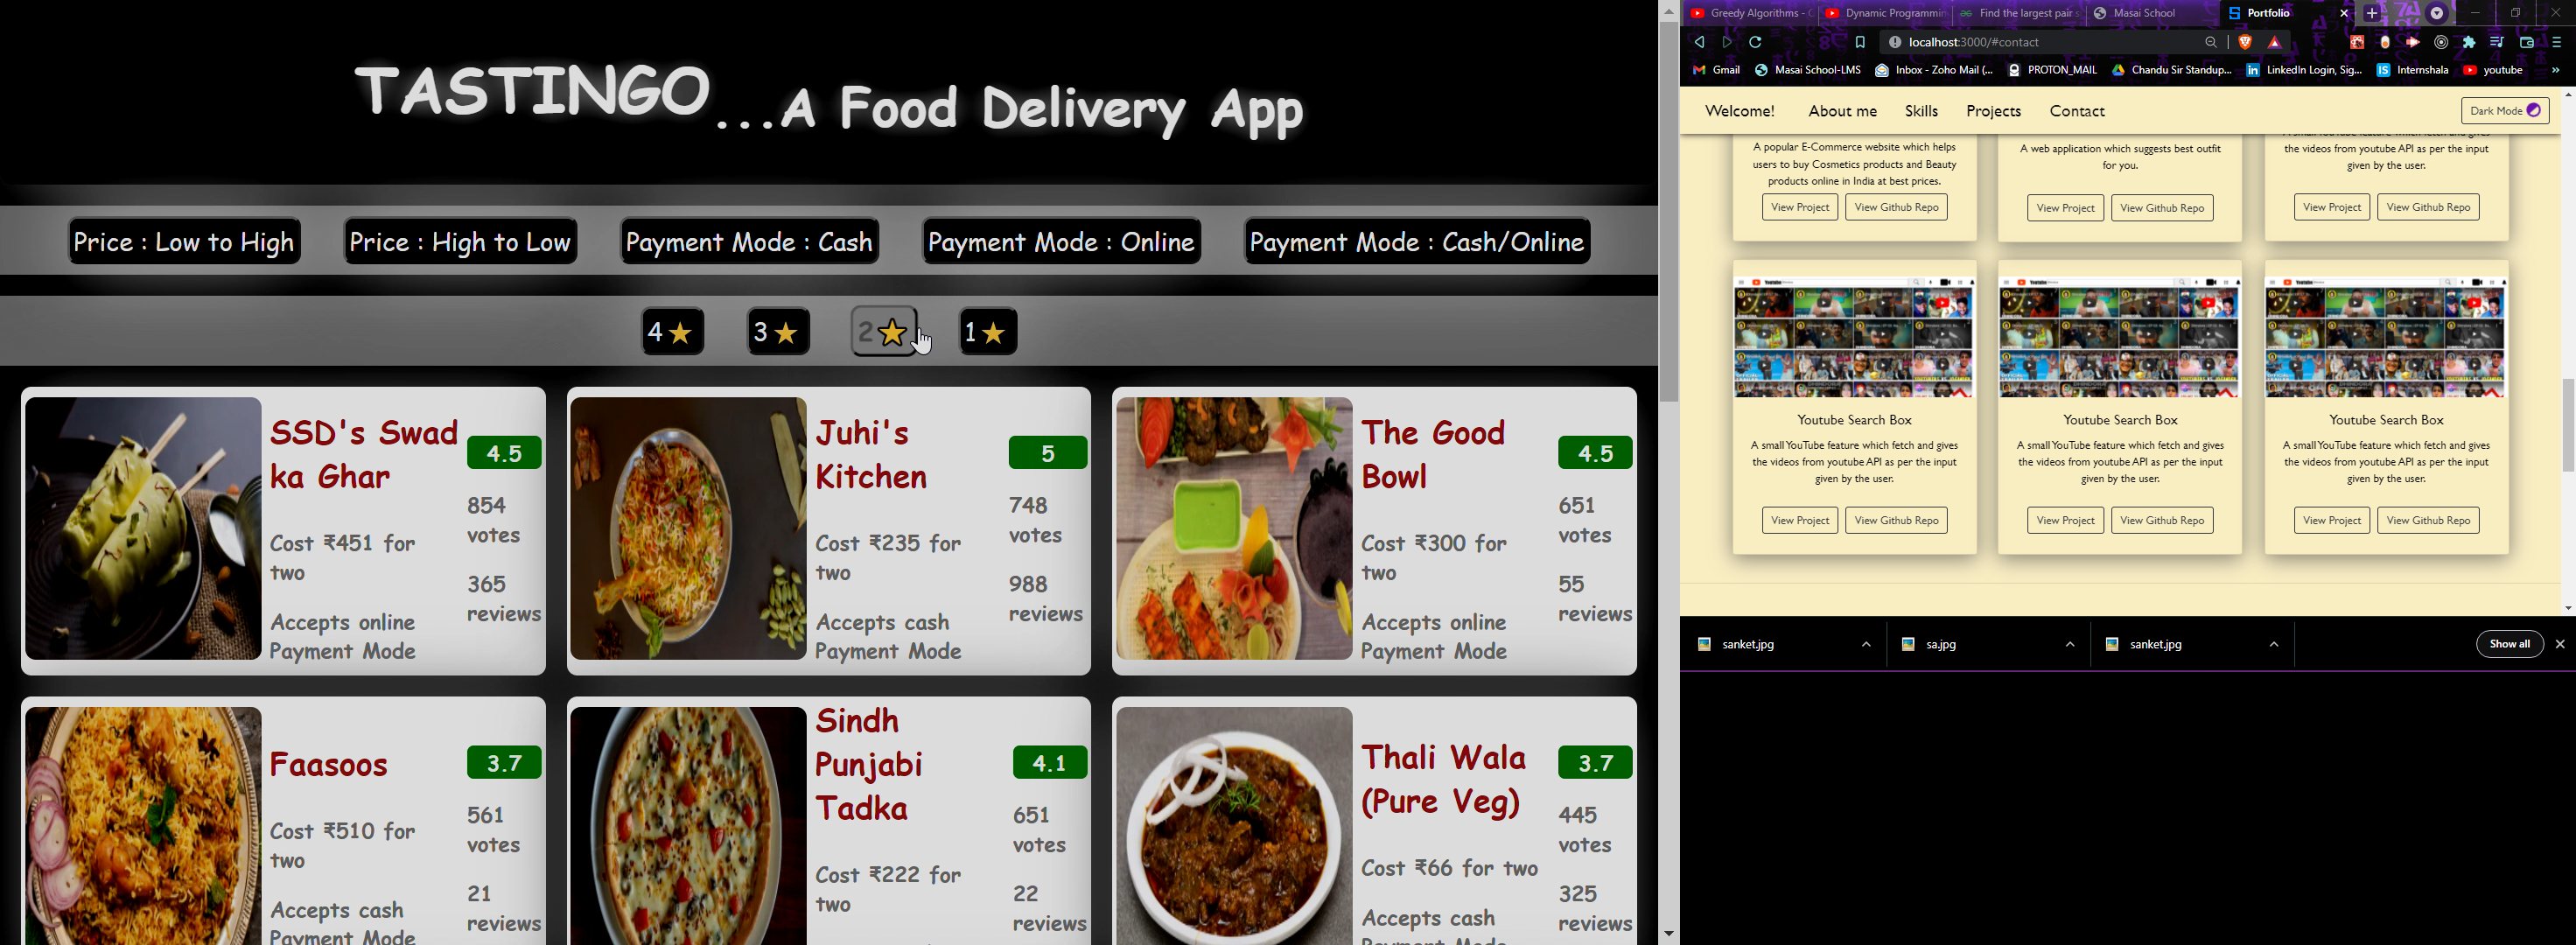 TASTINGO...A Food Delivery App
Price : Low to High
Price : High to Low
Payment Mode : Cash
Payment Mode : Online
Payment Mode : Cash/Online
4 ★
3 ★
2 ★
1 ★
SSD's Swad
ka Ghar
4.5
854
votes
Cost ₹451 for
two
365
reviews
Accepts online
Payment Mode
Juhi's
Kitchen
5
748
votes
Cost ₹235 for
two
988
reviews
Accepts cash
Payment Mode
The Good
Bowl
4.5
651
votes
Cost ₹300 for
two
55
reviews
Accepts online
Payment Mode
Faasoos
3.7
561
votes
Cost ₹510 for
two
21
reviews
Accepts cash
Payment Mode
Sindh
Punjabi
Tadka
4.1
651
votes
Cost ₹222 for
two
22
reviews
Thali Wala
(Pure Veg)
3.7
445
votes
Cost ₹66 for two
325
reviews
Accepts cash
Payment Mode
Greedy Algorithms - C
Dynamic Programmin
Find the largest pair s
Masai School
Portfolio
localhost:3000/#contact
Gmail
Masai School-LMS
Inbox - Zoho Mail (...
PROTON_MAIL
Chandu Sir Standup...
LinkedIn Login, Sig...
Internshala
youtube
»
Welcome!
About me
Skills
Projects
Contact
Dark Mode
A popular E-Commerce website which helps
users to buy Cosmetics products and Beauty
products online in India at best prices.
View Project
View Github Repo
A web application which suggests best outfit
for you.
View Project
View Github Repo
A small YouTube feature which fetch and gives
the videos from youtube API as per the input
given by the user.
View Project
View Github Repo
Youtube Search Box
A small YouTube feature which fetch and gives
the videos from youtube API as per the input
given by the user.
View Project
View Github Repo
Youtube Search Box
A small YouTube feature which fetch and gives
the videos from youtube API as per the input
given by the user.
View Project
View Github Repo
Youtube Search Box
A small YouTube feature which fetch and gives
the videos from youtube API as per the input
given by the user.
View Project
View Github Repo
sanket.jpg
sa.jpg
sanket.jpg
Show all